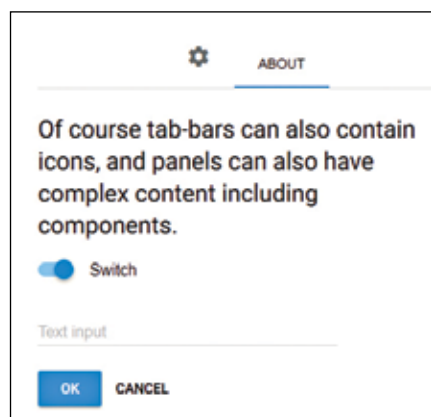 ABOUT
Of course tab-bars can also contain
icons, and panels can also have
complex content including
components.
Switch
Text input
OK CANCEL